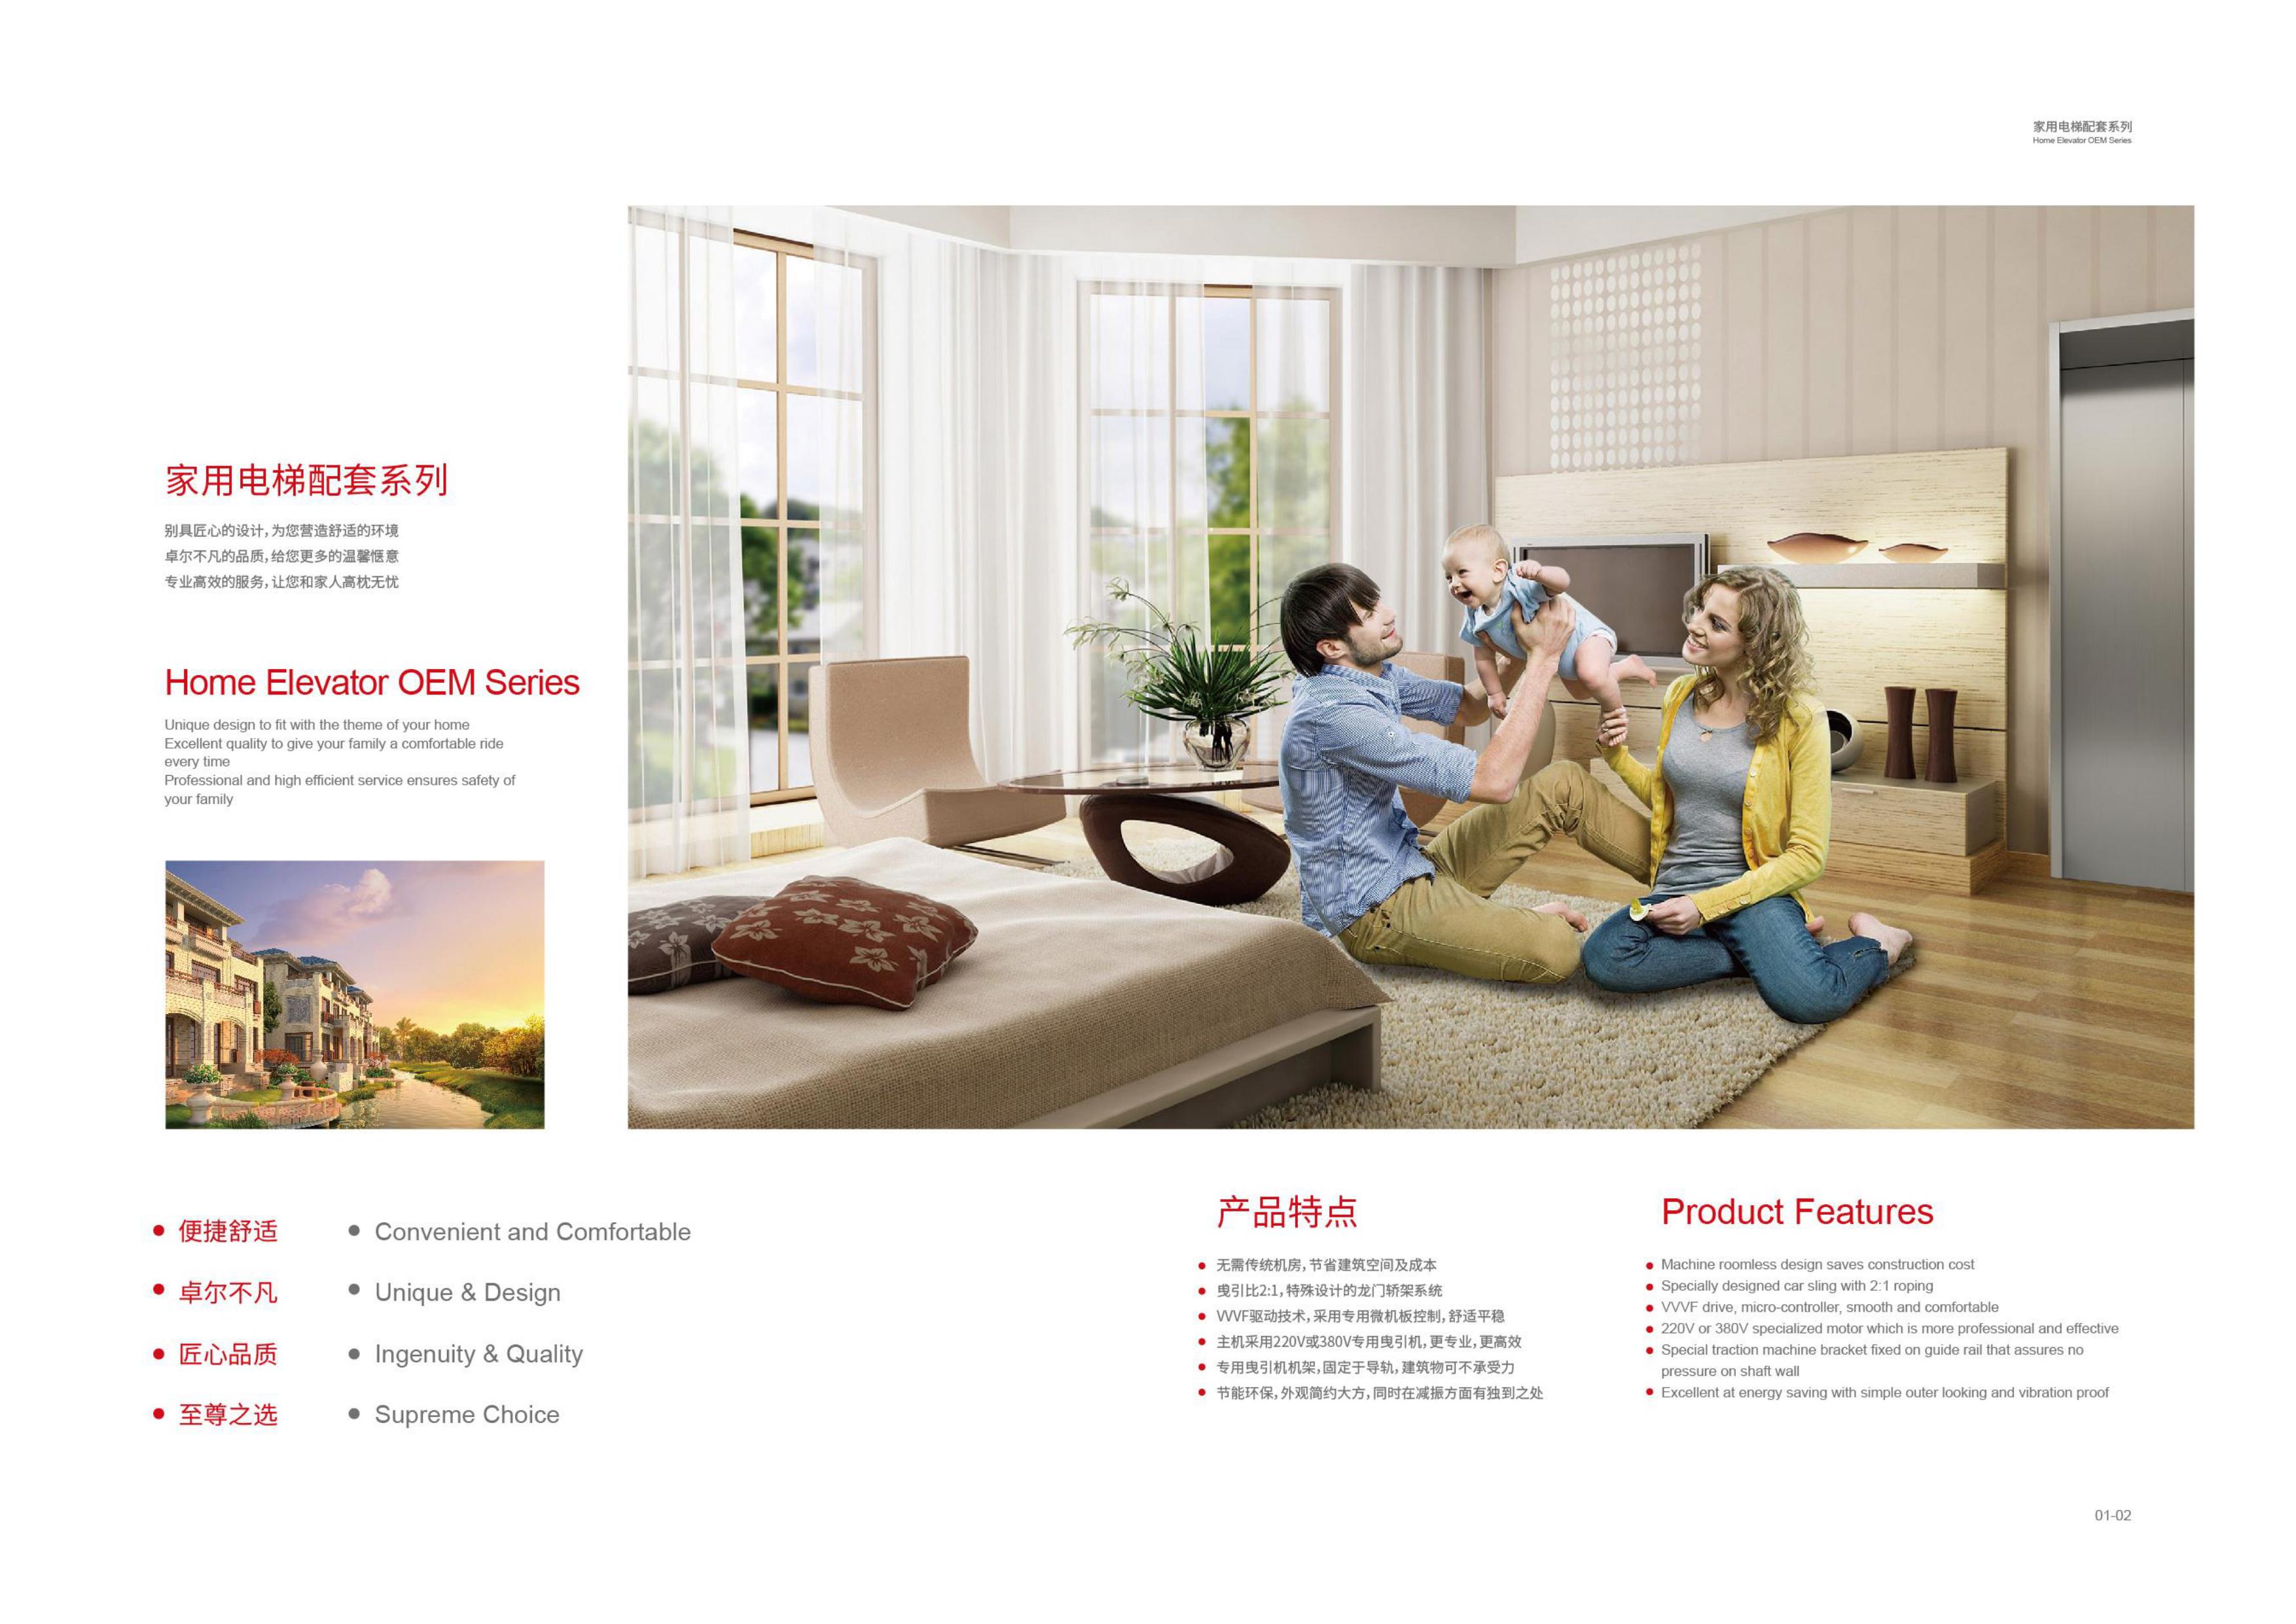 家用电梯配套系列
Home Elevator OEM Series
家用电梯配套系列
别具匠心的设计,为您营造舒适的环境
卓尔不凡的品质,给您更多的温馨惬意
专业高效的服务,让您和家人高枕无忧
Home Elevator OEM Series
Unique design to fit with the theme of your home
Excellent quality to give your family a comfortable ride
every time
Professional and high efficient service ensures safety of
your family
便捷舒适
Convenient and Comfortable
卓尔不凡
Unique & Design
匠心品质
Ingenuity & Quality
至尊之选
Supreme Choice
产品特点
无需传统机房,节省建筑空间及成本
曳引比2:1,特殊设计的龙门轿架系统
VVVF驱动技术,采用专用微机板控制,舒适平稳
主机采用220V或380V专用曳引机,更专业,更高效
专用曳引机机架,固定于导轨,建筑物可不承受力
节能环保,外观简约大方,同时在减振方面有独到之处
Product Features
Machine roomless design saves construction cost
Specially designed car sling with 2:1 roping
VVVF drive, micro-controller, smooth and comfortable
220V or 380V specialized motor which is more professional and effective
Special traction machine bracket fixed on guide rail that assures no
pressure on shaft wall
Excellent at energy saving with simple outer looking and vibration proof
01-02